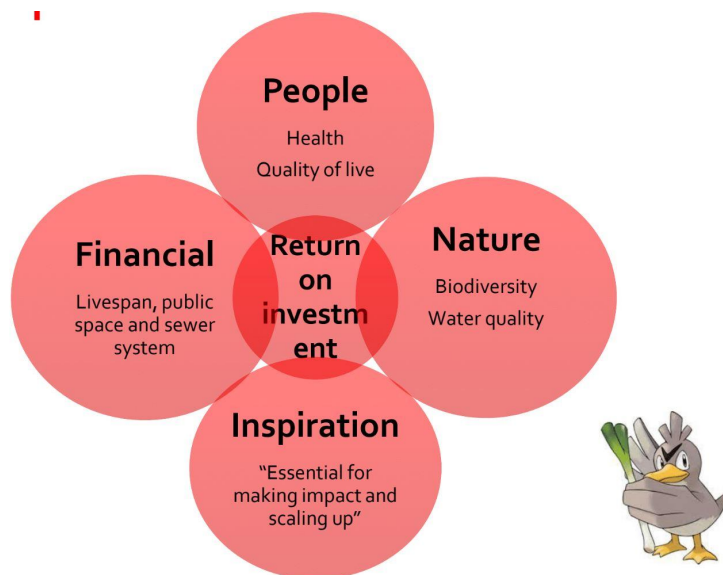 People
Health
Quality of live
Financial
Livespan, public
space and sewer
system
Return
on
investm
ent
Nature
Biodiversity
Water quality
Inspiration
“Essential for
making impact and
scaling up”